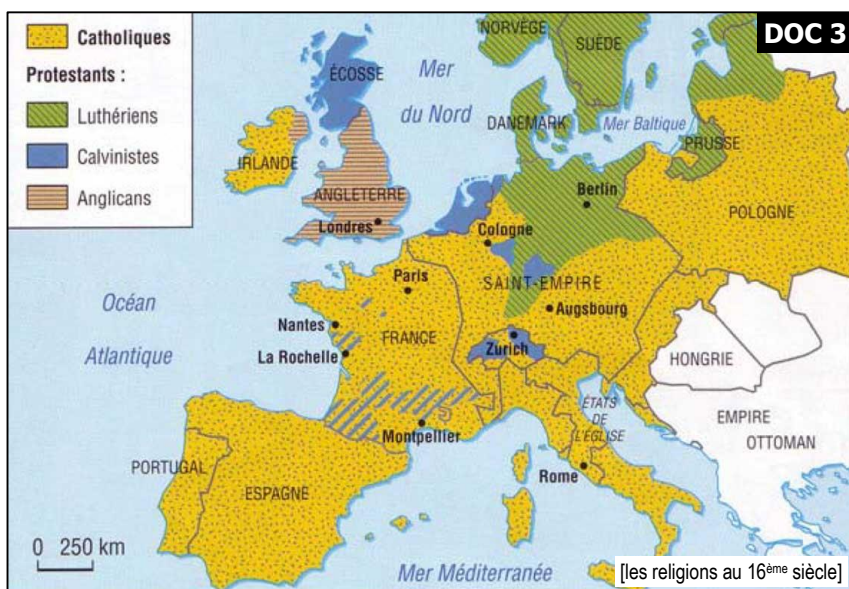 DOC 3
Catholiques
Protestants :
Luthériens
Calvinistes
Anglicans
NORVÈGE
SUÈDE
ÉCOSSE
Mer
du Nord
DANEMARK
Mer Baltique
PRUSSE
IRLANDE
ANGLETERRE
Londres
Berlin
POLOGNE
Cologne
SAINT-EMPIRE
Paris
Augsbourg
Océan
Atlantique
Nantes
FRANCE
La Rochelle
Zurich
HONGRIE
ÉTATS
DE
L'ÉGLISE
EMPIRE
OTTOMAN
Montpellier
PORTUGAL
ESPAGNE
Rome
0 250 km
Mer Méditerranée
[les religions au 16ème siècle]